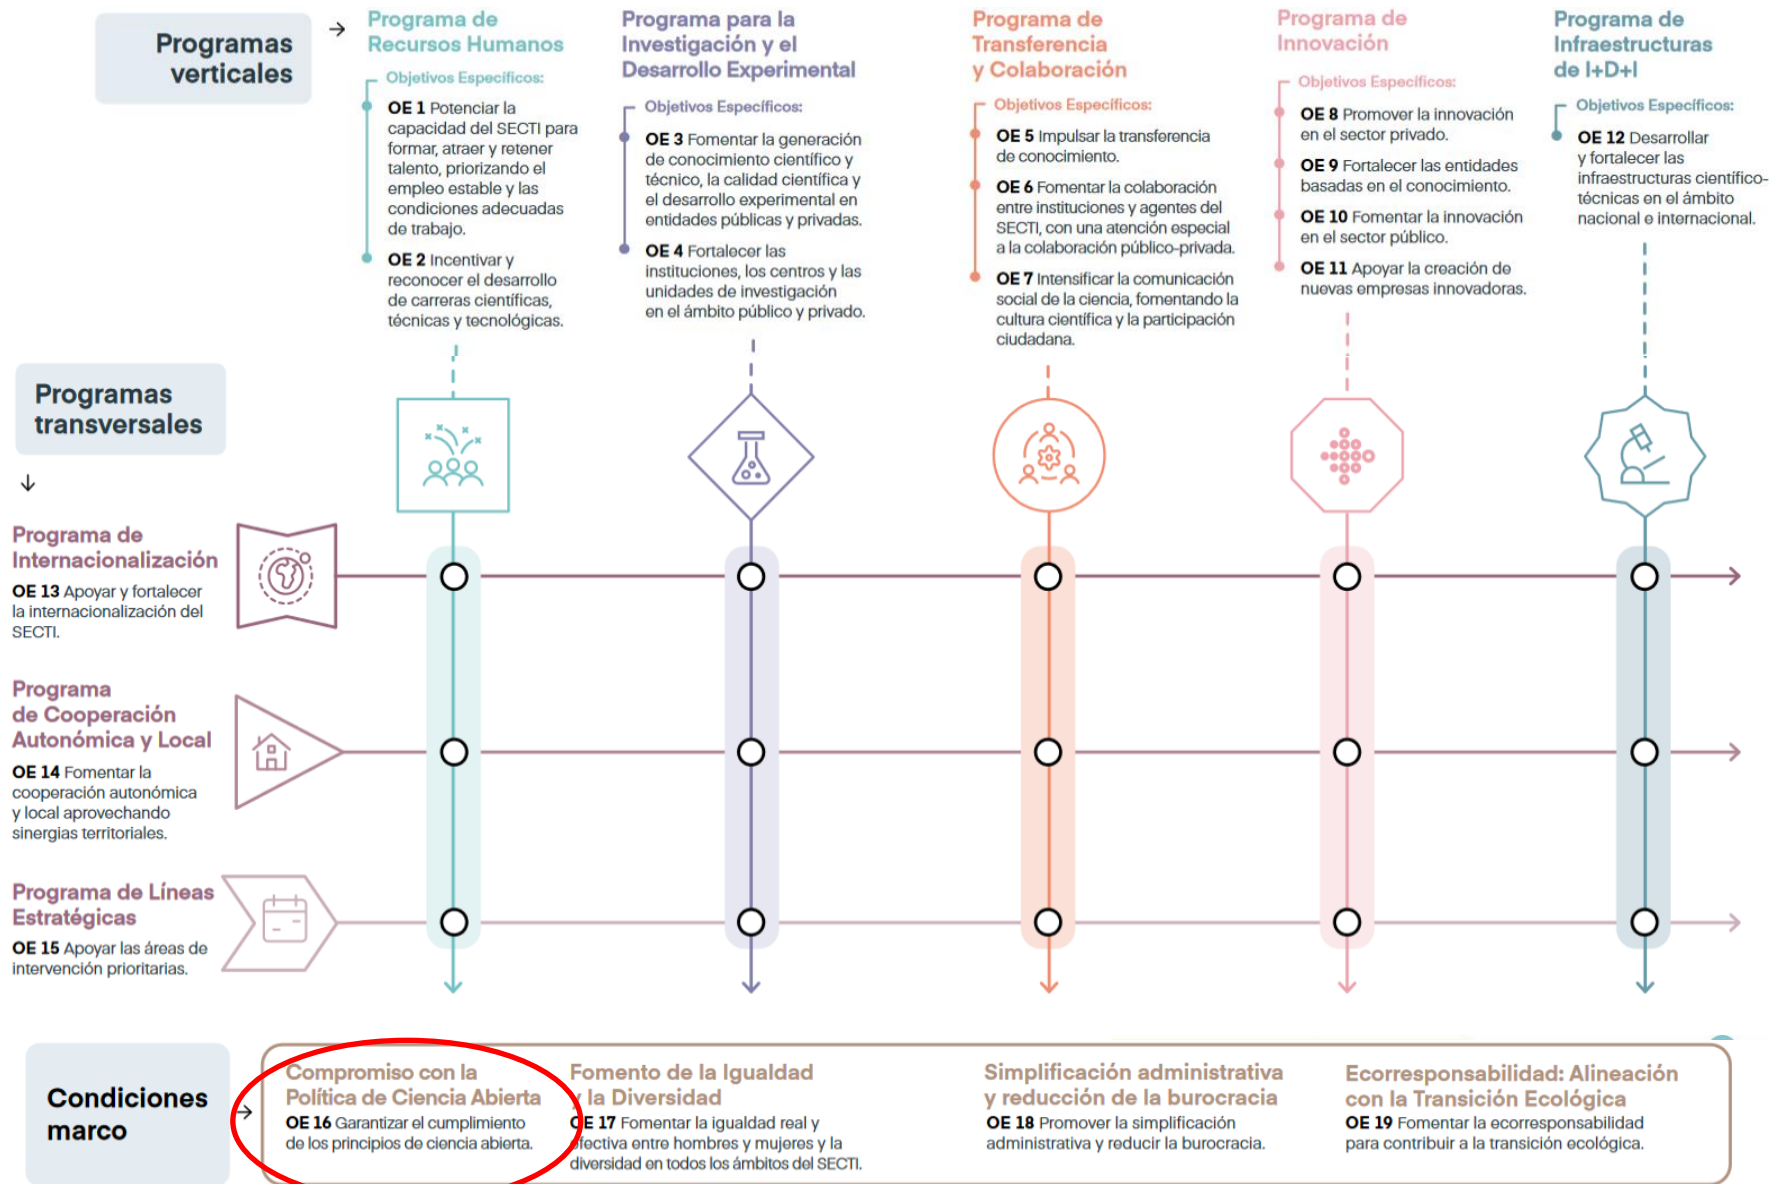 Programas
verticales
Programa de
Recursos Humanos
Objetivos Específicos:
OE 1 Potenciar la
capacidad del SECTI para
formar, atraer y retener
talento, priorizando el
empleo estable y las
condiciones adecuadas
de trabajo.
OE 2 Incentivar y
reconocer el desarrollo
de carreras científicas,
técnicas y tecnológicas.
Programa para la
Investigación y el
Desarrollo Experimental
Objetivos Específicos:
OE 3 Fomentar la generación
de conocimiento científico y
técnico, la calidad científica y
el desarrollo experimental en
entidades públicas y privadas.
OE 4 Fortalecer las
instituciones, los centros y las
unidades de investigación
en el ámbito público y privado.
Programa de
Transferencia
y Colaboración
Objetivos Específicos:
OE 5 Impulsar la transferencia
de conocimiento.
OE 6 Fomentar la colaboración
entre instituciones y agentes del
SECTI, con una atención especial
a la colaboración público-privada.
OE 7 Intensificar la comunicación
social de la ciencia, fomentando la
cultura científica y la participación
ciudadana.
Programa de
Innovación
Objetivos Específicos:
OE 8 Promover la innovación
en el sector privado.
OE 9 Fortalecer las entidades
basadas en el conocimiento.
OE 10 Fomentar la innovación
en el sector público.
OE 11 Apoyar la creación de
nuevas empresas innovadoras.
Programa de
Infraestructuras
de I+D+I
Objetivos Específicos:
OE 12 Desarrollar
y fortalecer las
infraestructuras científico-
técnicas en el ámbito
nacional e internacional.
Programas
transversales
Programa de
Internacionalización
OE 13 Apoyar y fortalecer
la internacionalización del
SECTI.
Programa
de Cooperación
Autonómica y Local
OE 14 Fomentar la
cooperación autonómica
y local aprovechando
sinergias territoriales.
Programa de Líneas
Estratégicas
OE 15 Apoyar las áreas de
intervención prioritarias.
Condiciones
marco
Compromiso con la
Política de Ciencia Abierta
OE 16 Garantizar el cumplimiento
de los principios de ciencia abierta.
Fomento de la Igualdad
y la Diversidad
OE 17 Fomentar la igualdad real y
efectiva entre hombres y mujeres y la
diversidad en todos los ámbitos del SECTI.
Simplificación administrativa
y reducción de la burocracia
OE 18 Promover la simplificación
administrativa y reducir la burocracia.
Ecorresponsabilidad: Alineación
con la Transición Ecológica
OE 19 Fomentar la ecorresponsabilidad
para contribuir a la transición ecológica.